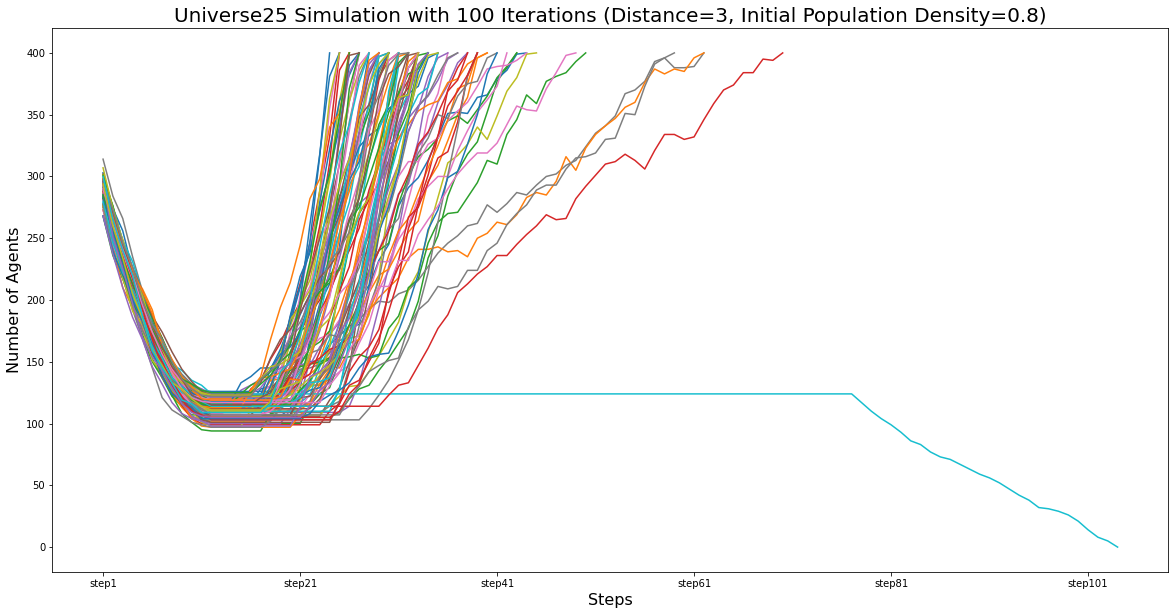 Universe25 Simulation with 100 Iterations (Distance=3, Initial Population Density=0.8)
Number of Agents
400
350
300
250
200
150
100
50
0
step1 step21 step41 step61 step81 step101
Steps